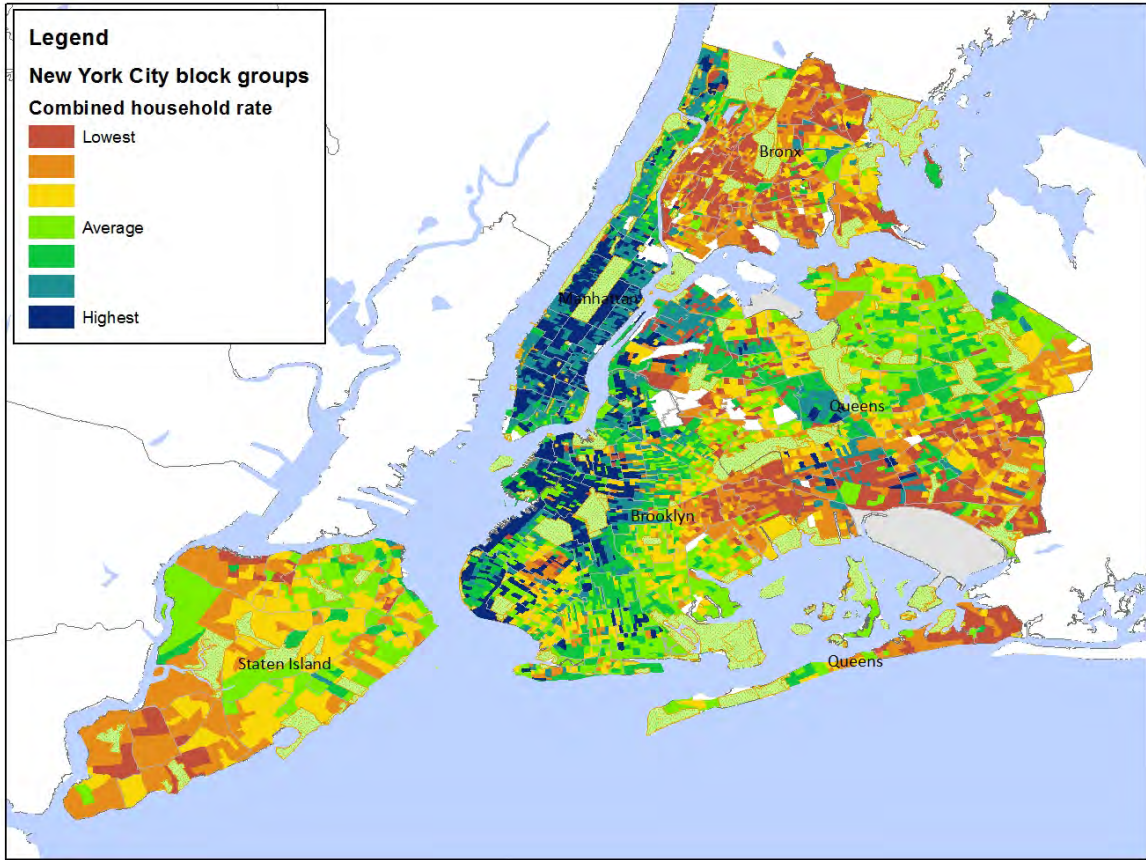 Legend
New York City block groups
Combined household rate
Lowest
Average
Highest
Bronx
Manhattan
Queens
Brooklyn
Staten Island
Queens